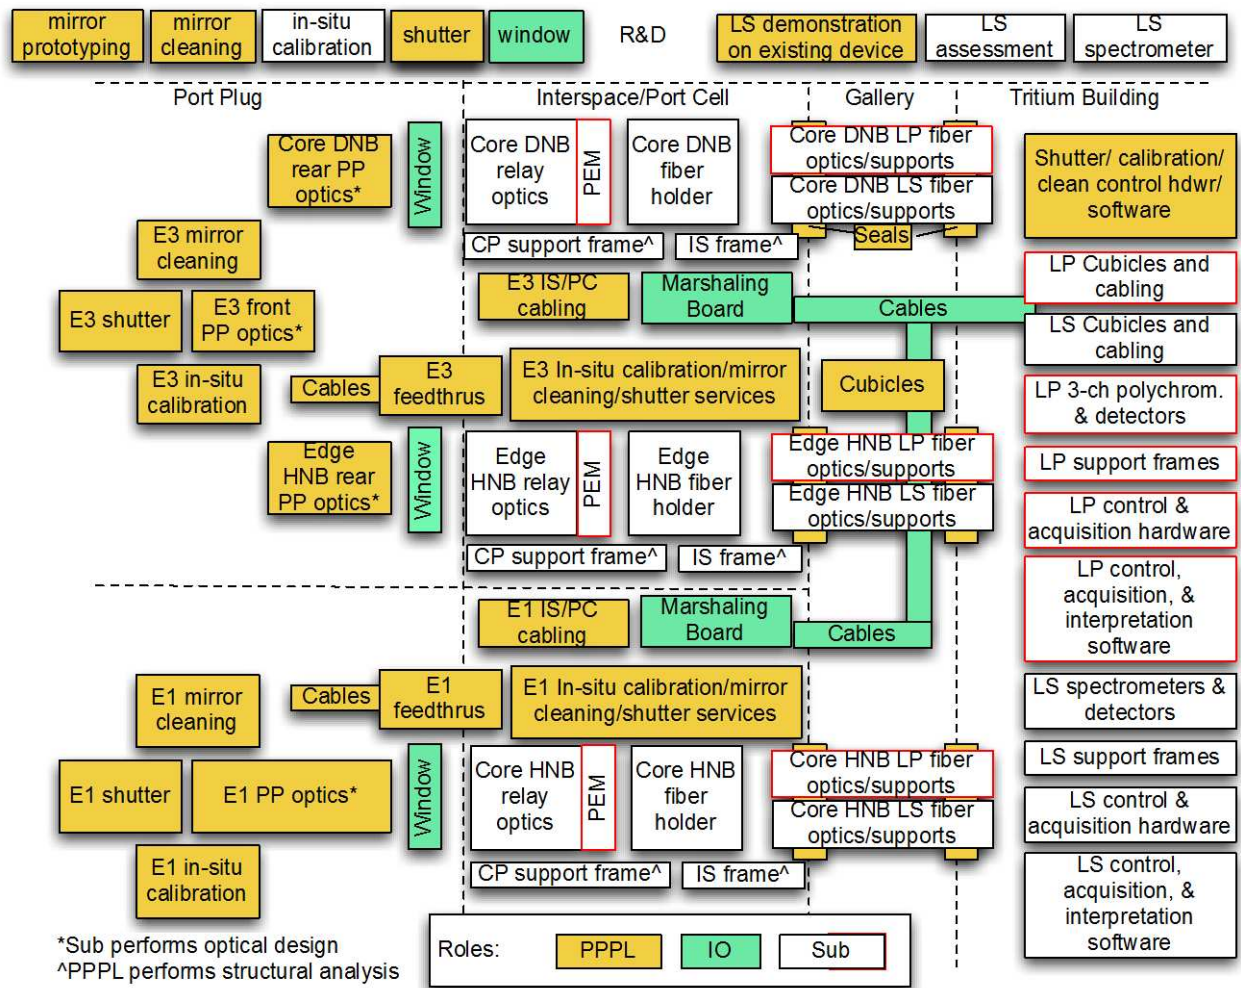 mirror
prototyping
mirror
cleaning
in-situ
calibration
shutter
window
R&D
LS demonstration
on existing device
LS
assessment
LS
spectrometer
Port Plug
Interspace/Port Cell
Gallery
Tritium Building
Core DNB
rear PP
optics*
Window
Core DNB
relay
optics
PEM
Core DNB
fiber
holder
Core DNB LP fiber
optics/supports
Core DNB LS fiber
optics/supports
Seals
Shutter/ calibration/
clean control hdwr/
software
CP support frame^
IS frame^
E3 mirror
cleaning
E3 shutter
E3 front
PP optics*
E3 in-situ
calibration
E3 IS/PC
cabling
Marshaling
Board
Cables
LP Cubicles and
cabling
LS Cubicles and
cabling
Cables
E3
feedthrus
E3 In-situ calibration/mirror
cleaning/shutter services
Cubicles
LP 3-ch polychrom.
& detectors
Edge
HNB rear
PP optics*
Window
Edge
HNB relay
optics
PEM
Edge
HNB fiber
holder
Edge HNB LP fiber
optics/supports
Edge HNB LS fiber
optics/supports
LP support frames
LP control &
acquisition hardware
CP support frame^
IS frame^
LP control,
acquisition, &
interpretation
software
E1 IS/PC
cabling
Marshaling
Board
Cables
E1 mirror
cleaning
Cables
E1
feedthrus
E1 In-situ calibration/mirror
cleaning/shutter services
LS spectrometers &
detectors
E1 shutter
E1 PP optics*
Window
Core HNB
relay
optics
PEM
Core HNB
fiber
holder
Core HNB LP fiber
optics/supports
Core HNB LS fiber
optics/supports
LS support frames
LS control &
acquisition hardware
E1 in-situ
calibration
CP support frame^
IS frame^
LS control,
acquisition, &
interpretation
software
*Sub performs optical design
^PPPL performs structural analysis
Roles:
PPPL
IO
Sub